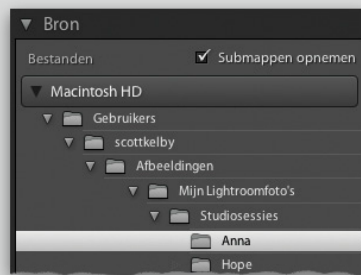 Bron
Bestanden Submappen opnemen
Macintosh HD
Gebruikers
scottkelby
Afbeeldingen
Mijn Lightroomfoto's
Studiosessies
Anna
Hope